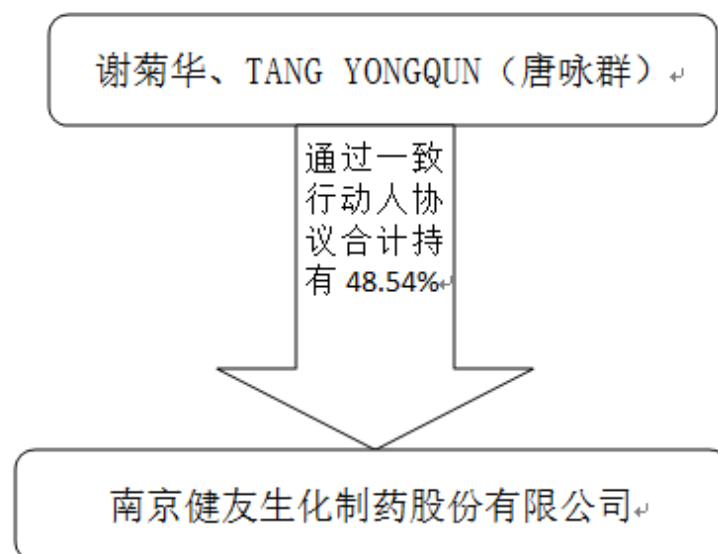 谢菊华、TANG YONGQUN（唐咏群）
通过一致
行动人协
议合计持
有 48.54%
南京健友生化制药股份有限公司